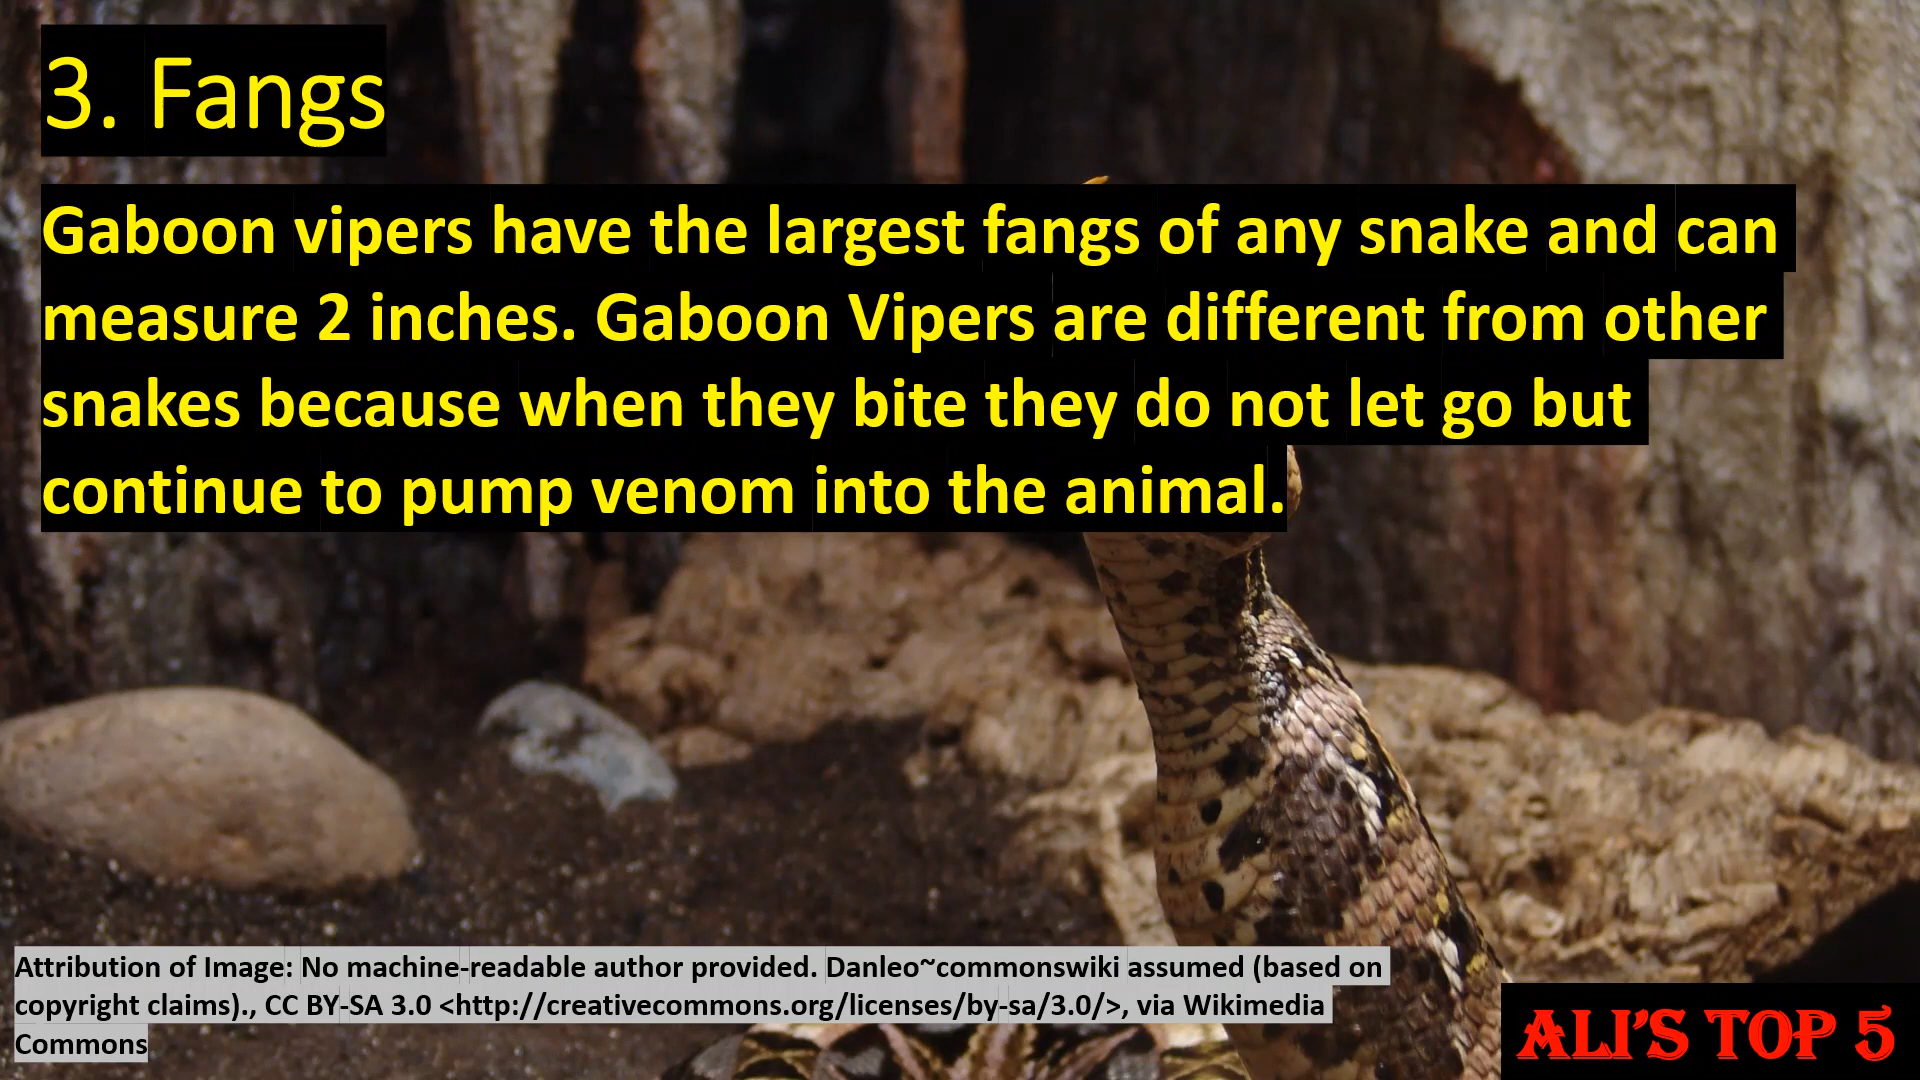 3. Fangs
Gaboon vipers have the largest fangs of any snake and can
measure 2 inches. Gaboon Vipers are different from other
snakes because when they bite they do not let go but
continue to pump venom into the animal.
Attribution of Image: No machine-readable author provided. Danleo~commonswiki assumed (based on
copyright claims)., CC BY-SA 3.0 <http://creativecommons.org/licenses/by-sa/3.0/>, via Wikimedia
Commons
ALI'S TOP 5